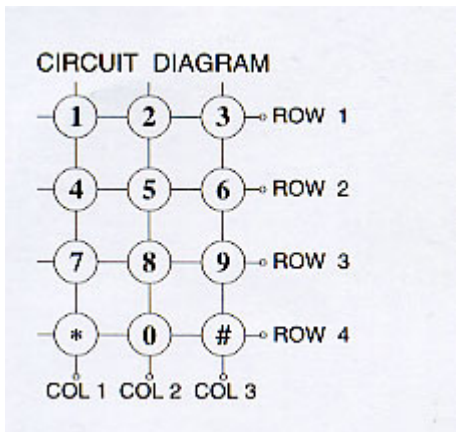 CIRCUIT DIAGRAM
1 2 3 ROW 1
4 5 6 ROW 2
7 8 9 ROW 3
* 0 # ROW 4
COL 1 COL 2 COL 3